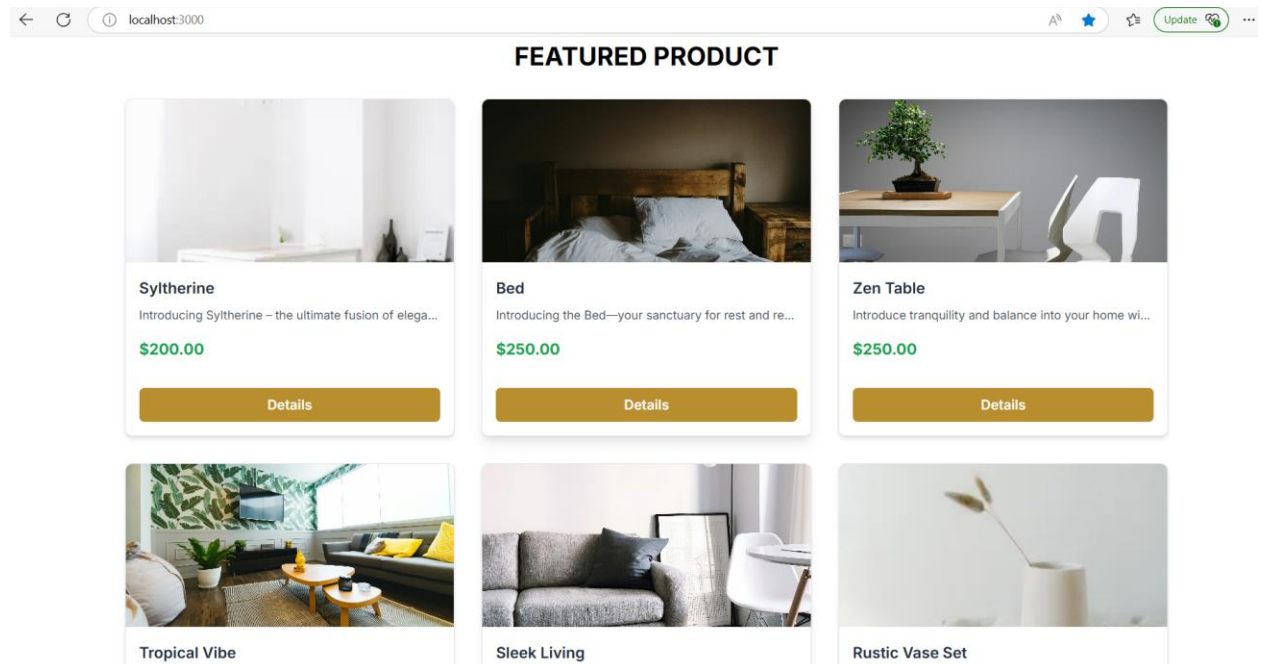 localhost:3000
Update
FEATURED PRODUCT
Syltherine
Introducing Syltherine – the ultimate fusion of elega...
$200.00
Details
Bed
Introducing the Bed—your sanctuary for rest and re...
$250.00
Details
Zen Table
Introduce tranquility and balance into your home wi...
$250.00
Details
Tropical Vibe
Sleek Living
Rustic Vase Set